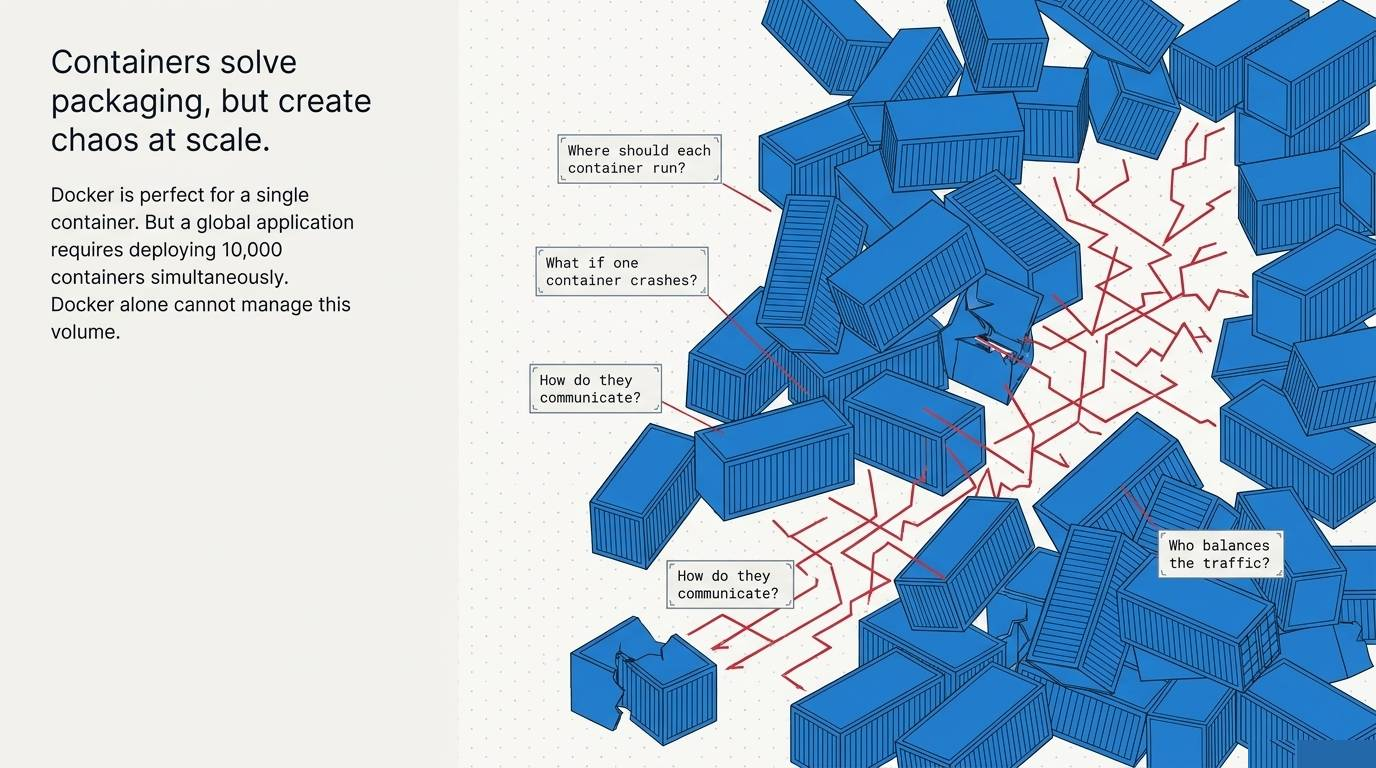 Containers solve
packaging, but create
chaos at scale.
Docker is perfect for a single
container. But a global application
requires deploying 10,000
containers simultaneously.
Docker alone cannot manage this
volume.
Where should each
container run?
What if one
container crashes?
How do they
communicate?
How do they
communicate?
Who balances
the traffic?